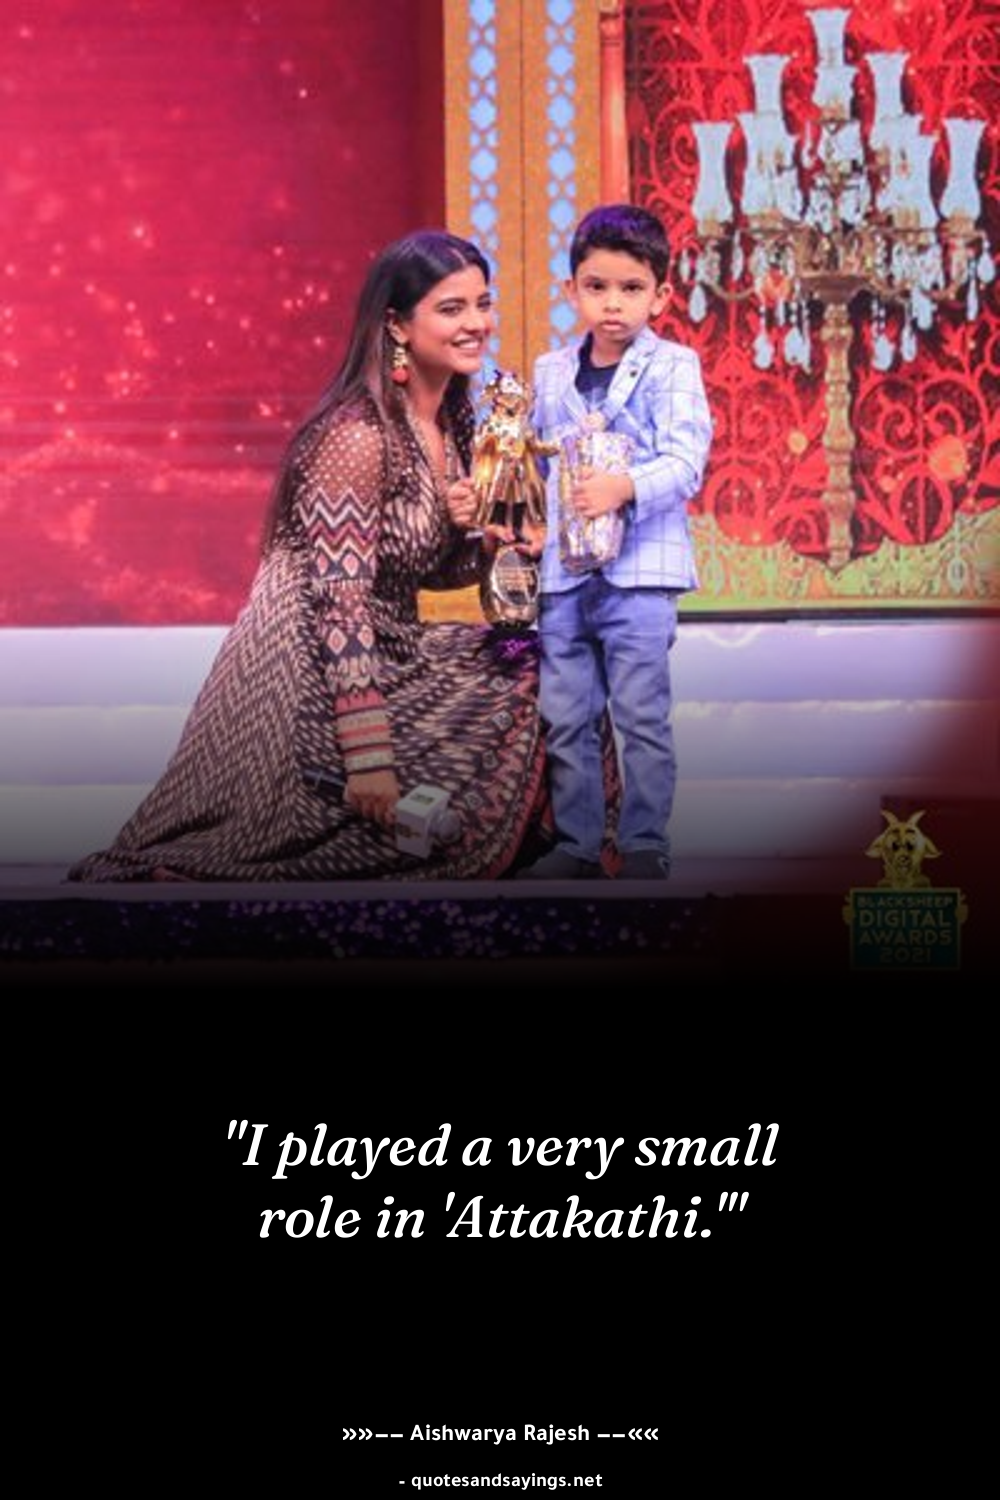 BLACKSHEEP
DIGITAL
AWARDS
2021
"I played a very small
role in 'Attakathi.'"
»»–– Aishwarya Rajesh ––««
- quotesandsayings.net